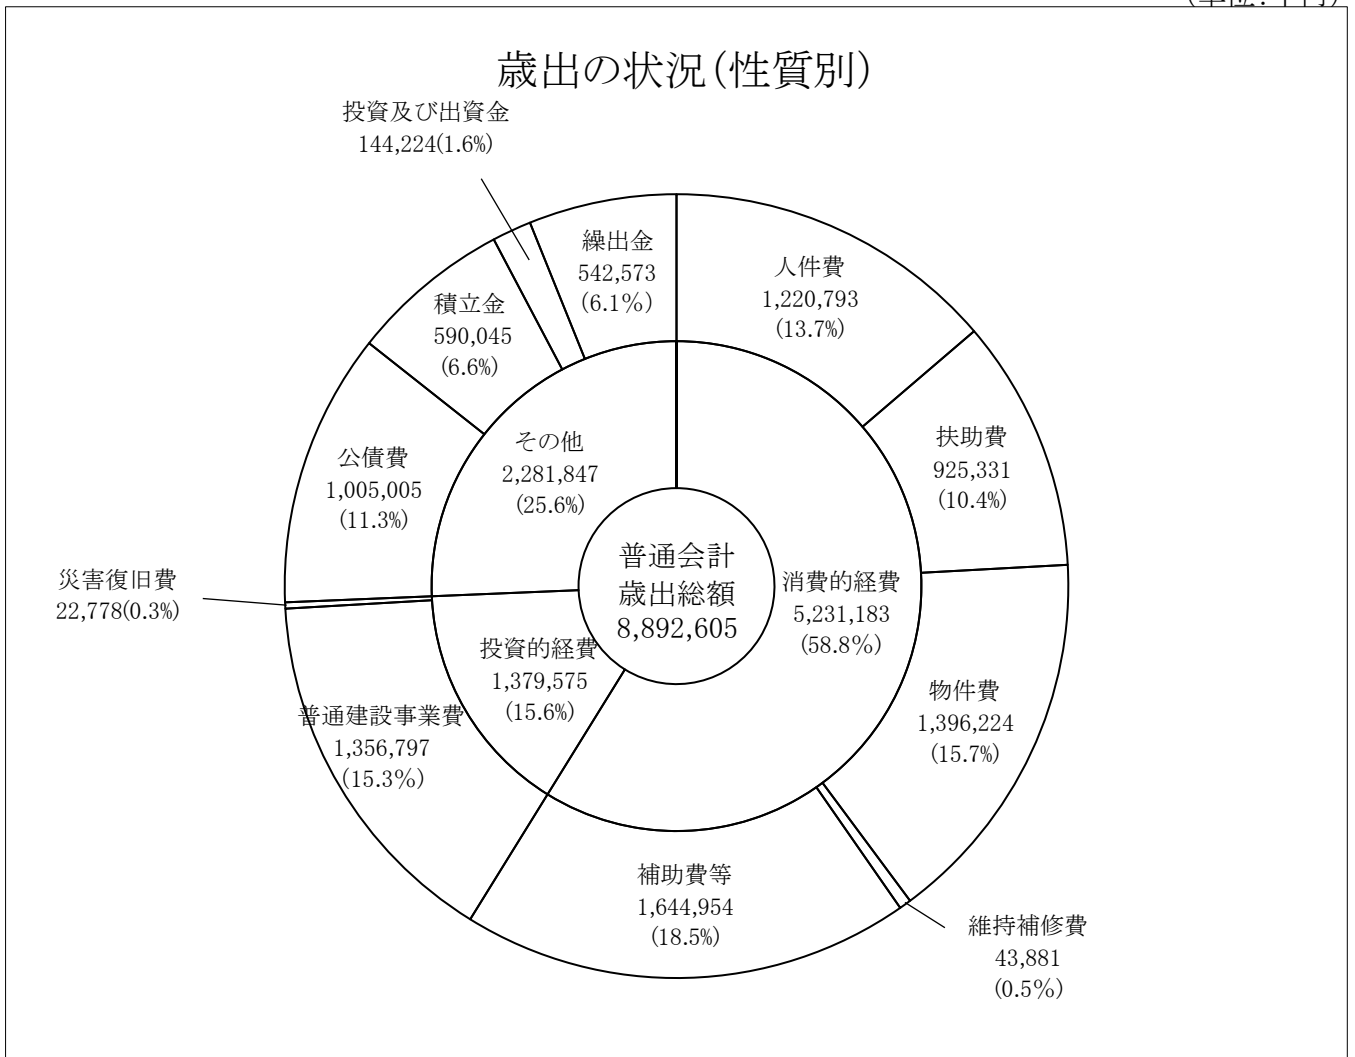 歳出の状況(性質別)
投資及び出資金
144,224(1.6%)
繰出金
542,573
(6.1%)
人件費
1,220,793
(13.7%)
積立金
590,045
(6.6%)
扶助費
925,331
(10.4%)
その他
2,281,847
(25.6%)
公債費
1,005,005
(11.3%)
普通会計
歳出総額
8,892,605
消費的経費
5,231,183
(58.8%)
災害復旧費
22,778(0.3%)
投資的経費
1,379,575
(15.6%)
物件費
1,396,224
(15.7%)
普通建設事業費
1,356,797
(15.3%)
補助費等
1,644,954
(18.5%)
維持補修費
43,881
(0.5%)